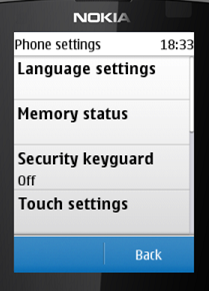 NOKIA
Phone settings 18:33
Language settings
Memory status
Security keyguard
Off
Touch settings
Back